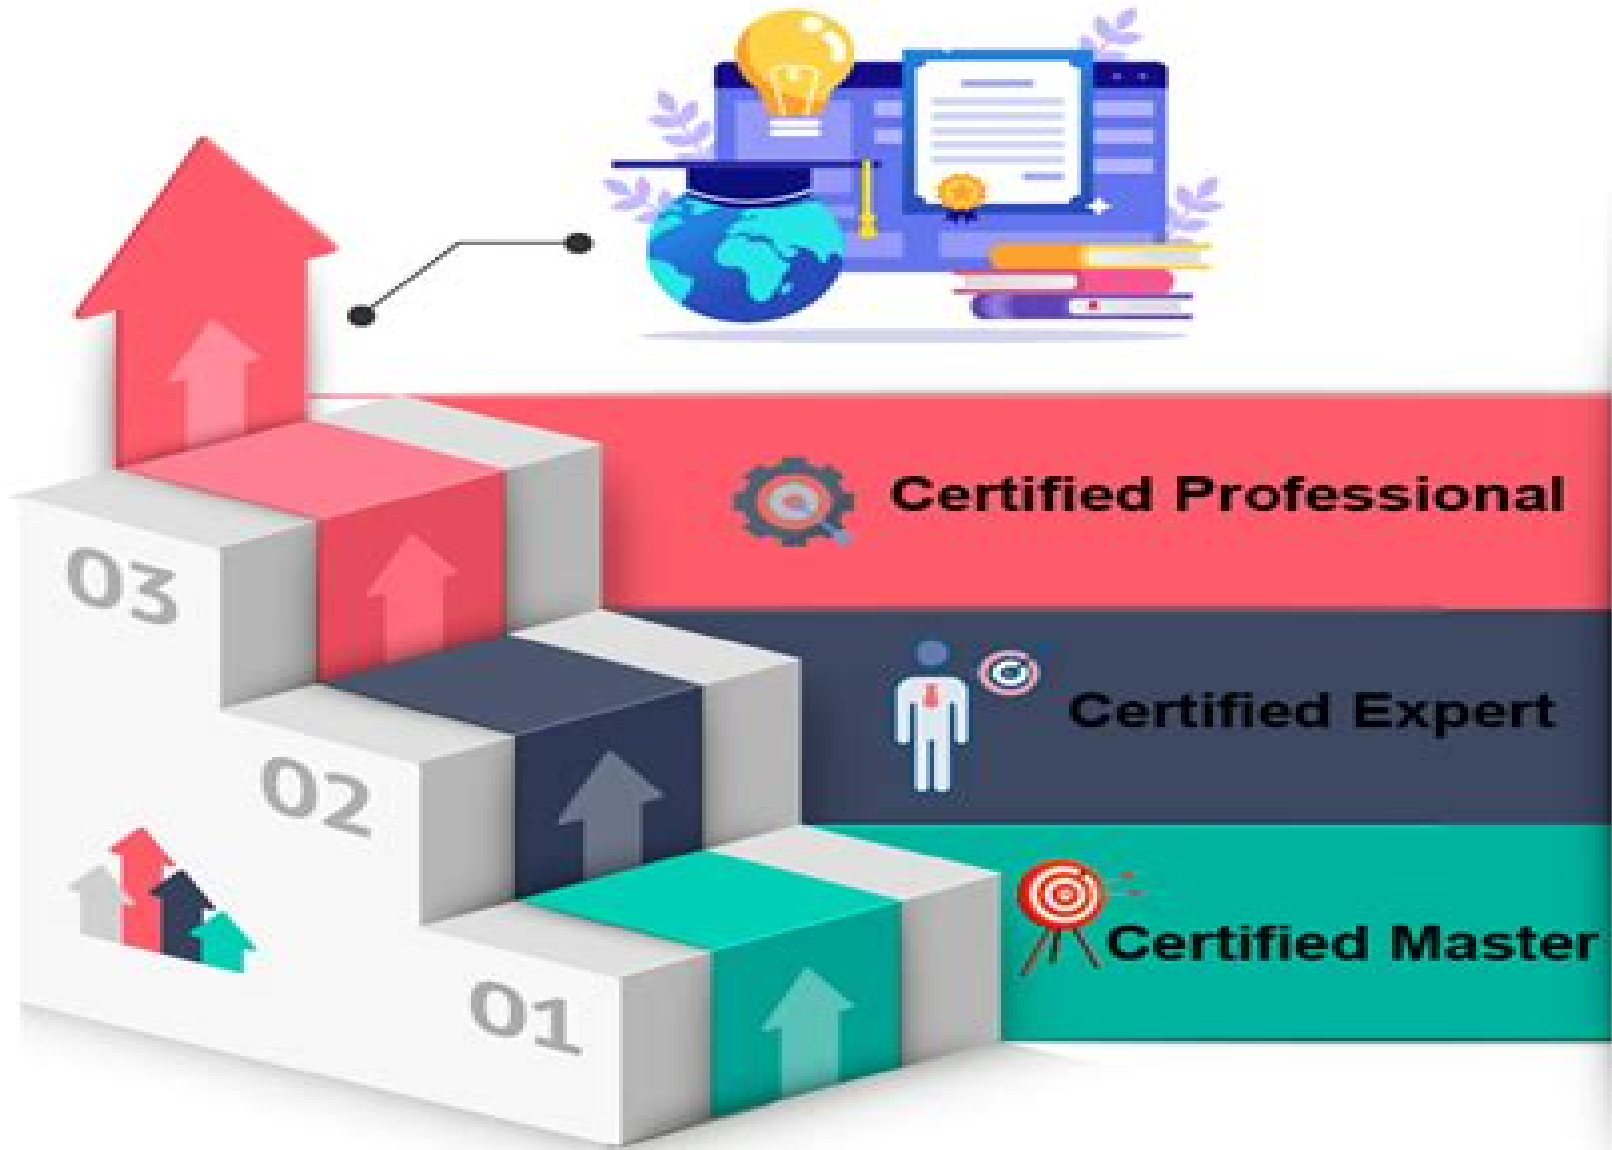 Certified Professional
03
Certified Expert
02
Certified Master
01